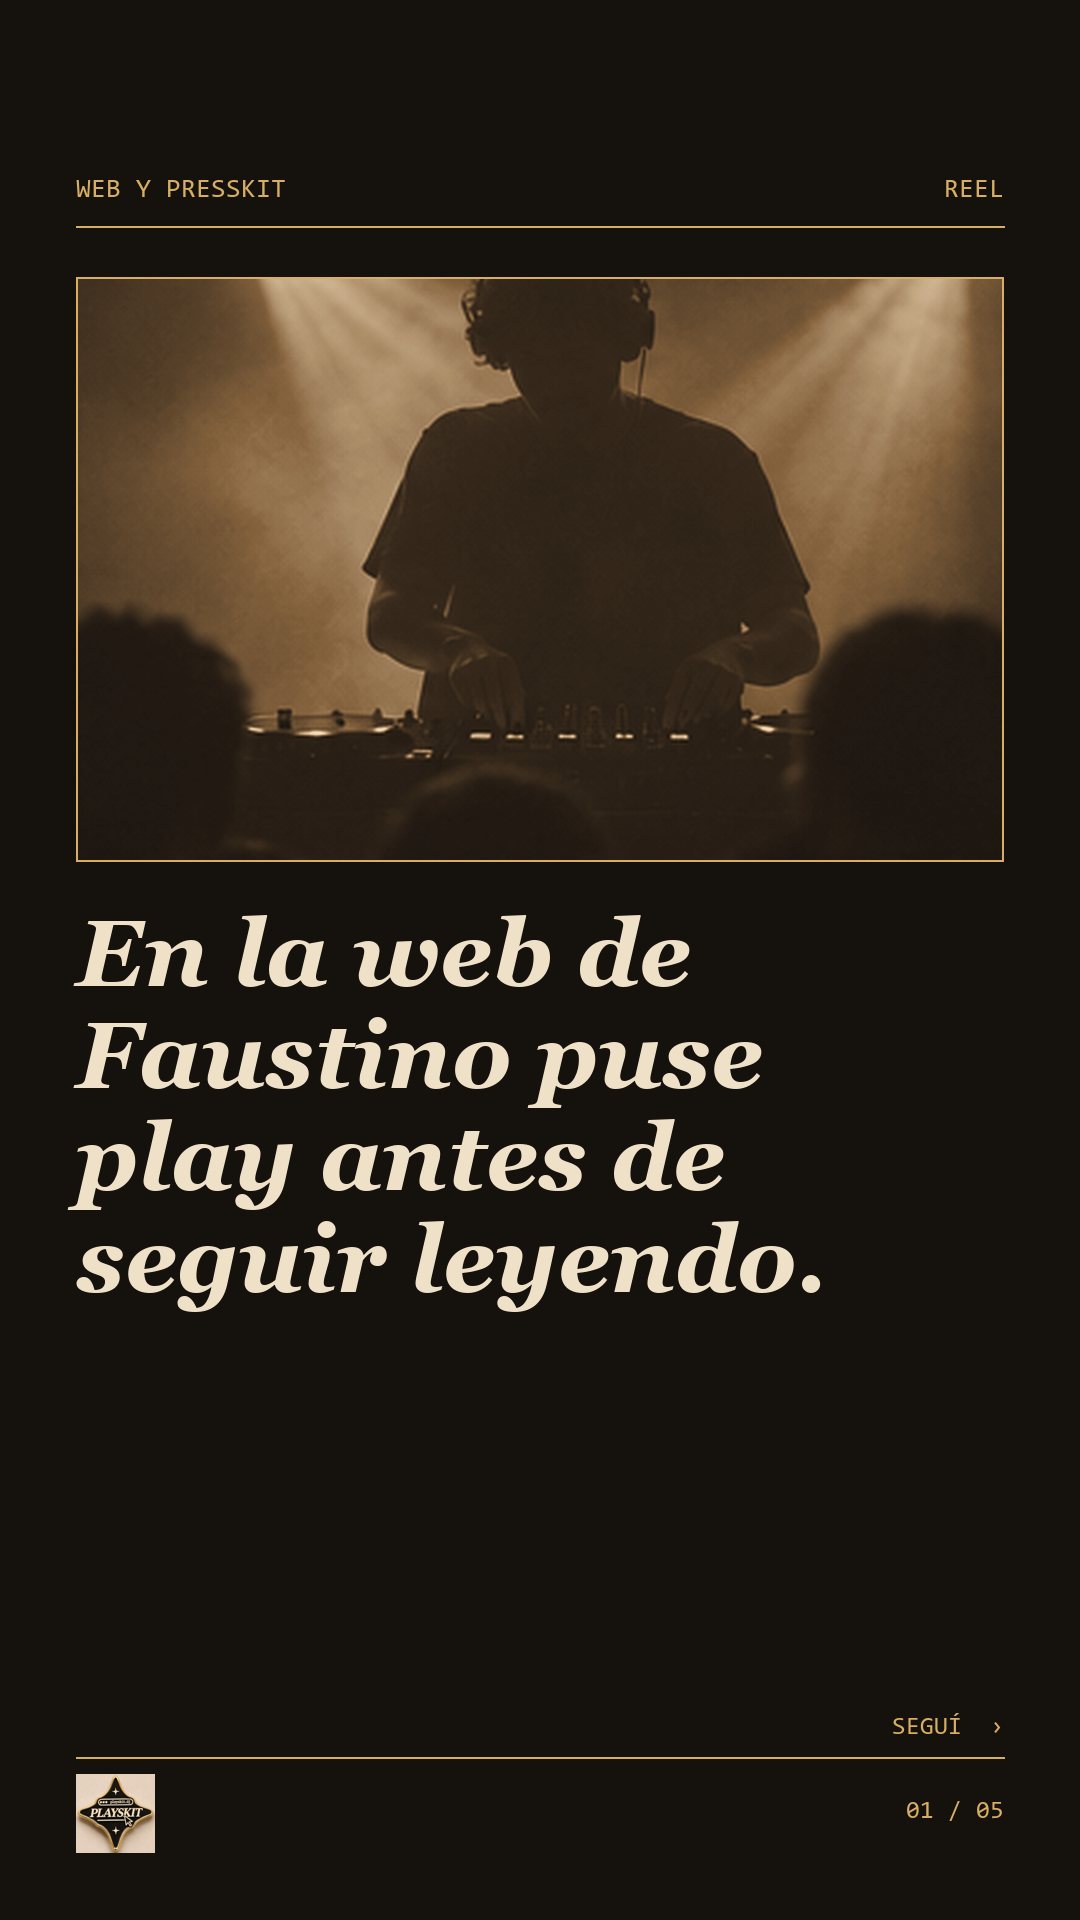 WEB Y PRESSKIT
REEL
En la web de
Faustino puse
play antes de
seguir leyendo.
SEGUÍ ›
PLAYSKIT
01 / 05